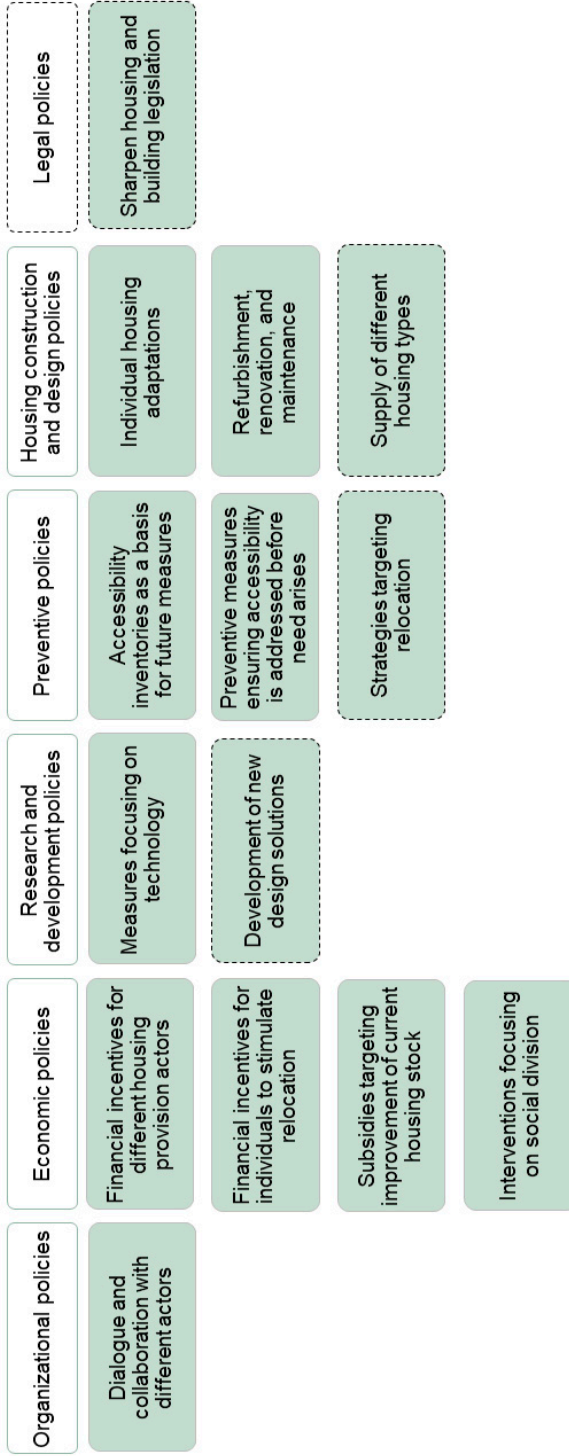 Organizational policies
Dialogue and
collaboration with
different actors
Economic policies
Financial incentives for
different housing
provision actors
Financial incentives for
individuals to stimulate
relocation
Subsidies targeting
improvement of current
housing stock
Interventions focusing
on social division
Research and
development policies
Measures focusing on
technology
Development of new
design solutions
Preventive policies
Accessibility
inventories as a basis
for future measures
Preventive measures
ensuring accessibility
is addressed before
need arises
Strategies targeting
relocation
Housing construction
and design policies
Individual housing
adaptations
Refurbishment,
renovation, and
maintenance
Supply of different
housing types
Legal policies
Sharpen housing and
building legislation